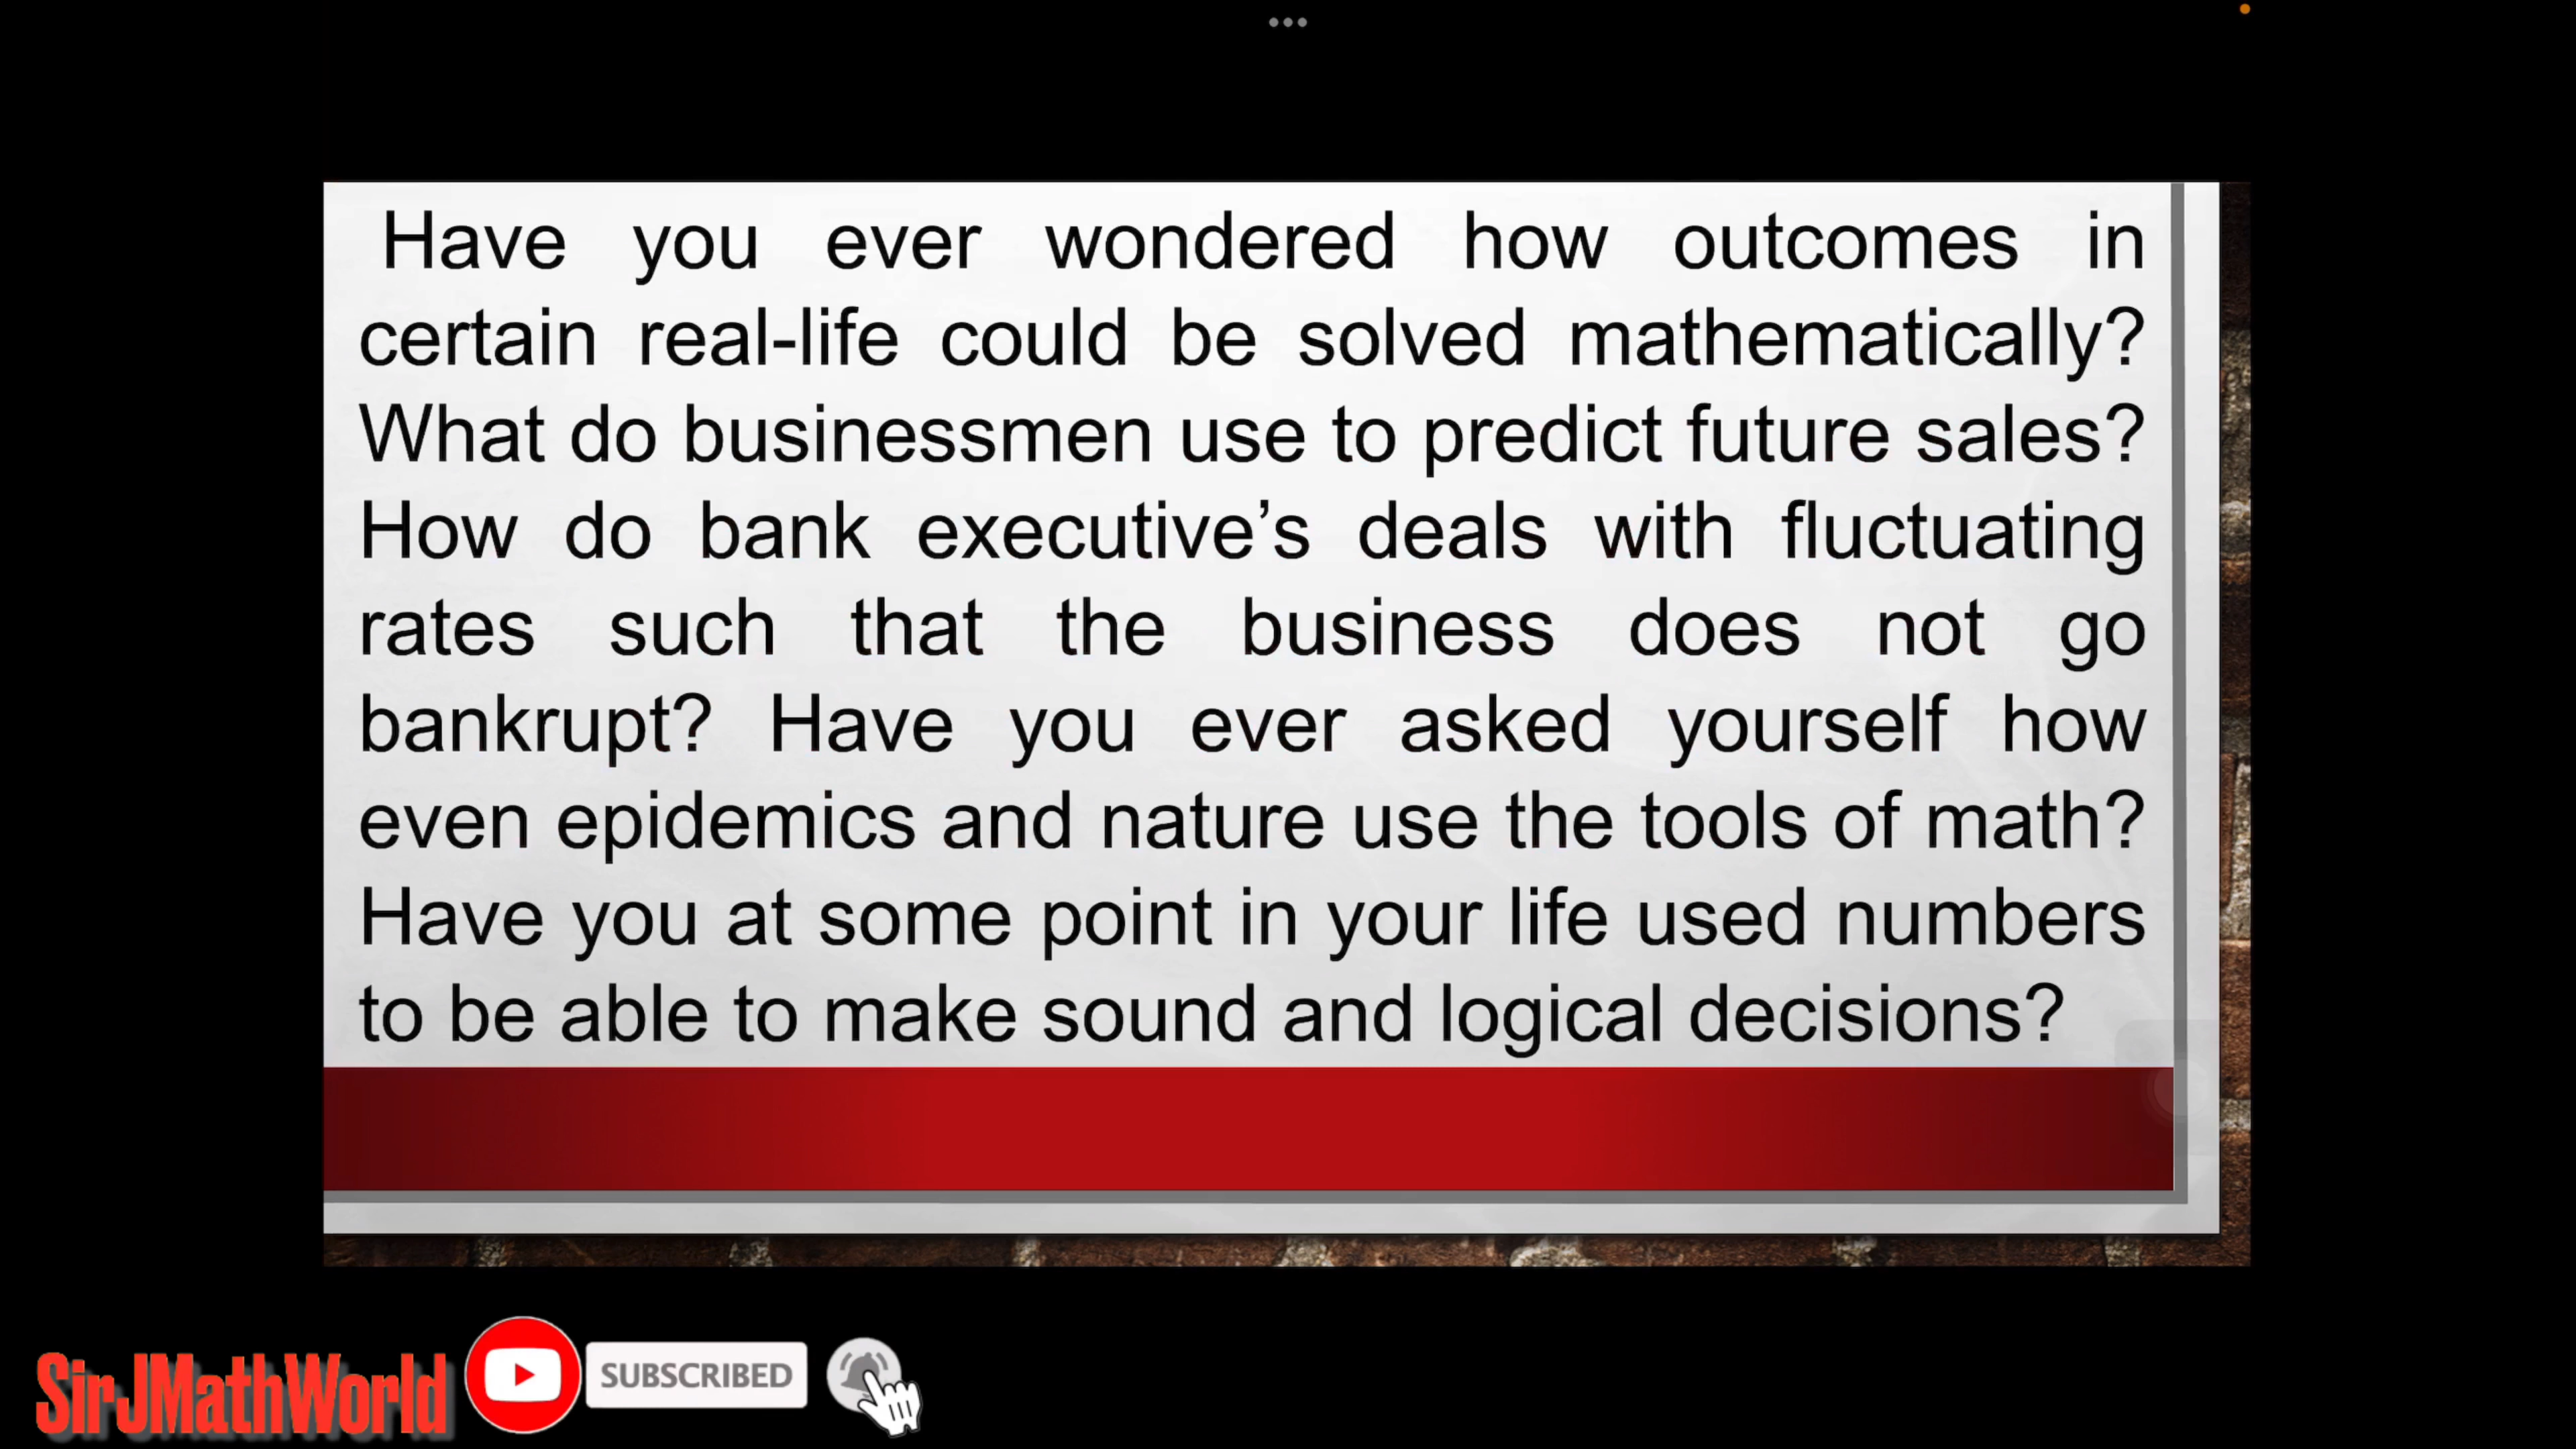 Have you ever wondered how outcomes in
certain real-life could be solved mathematically?
What do businessmen use to predict future sales?
How do bank executive’s deals with fluctuating
rates such that the business does not go
bankrupt? Have you ever asked yourself how
even epidemics and nature use the tools of math?
Have you at some point in your life used numbers
to be able to make sound and logical decisions?
SirJMathWorld
SUBSCRIBED